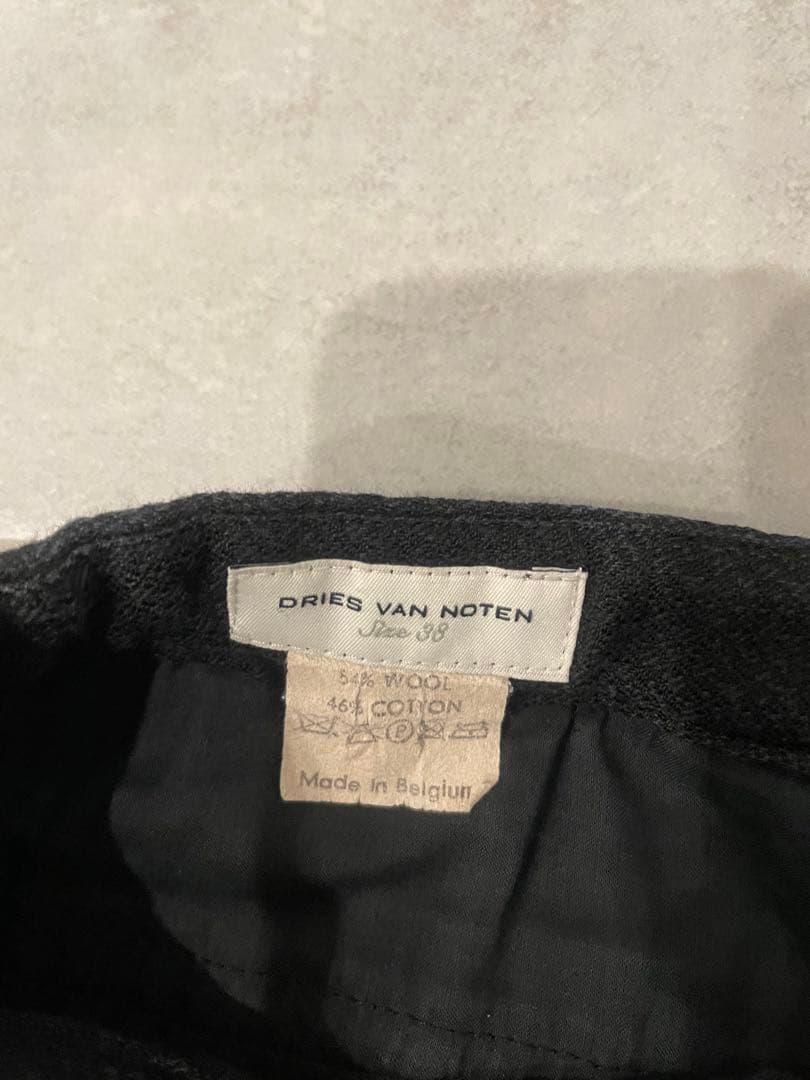 DRIES VAN NOTEN
Size 38
54% WOOL
46% COTTON
P
Made in Belgium